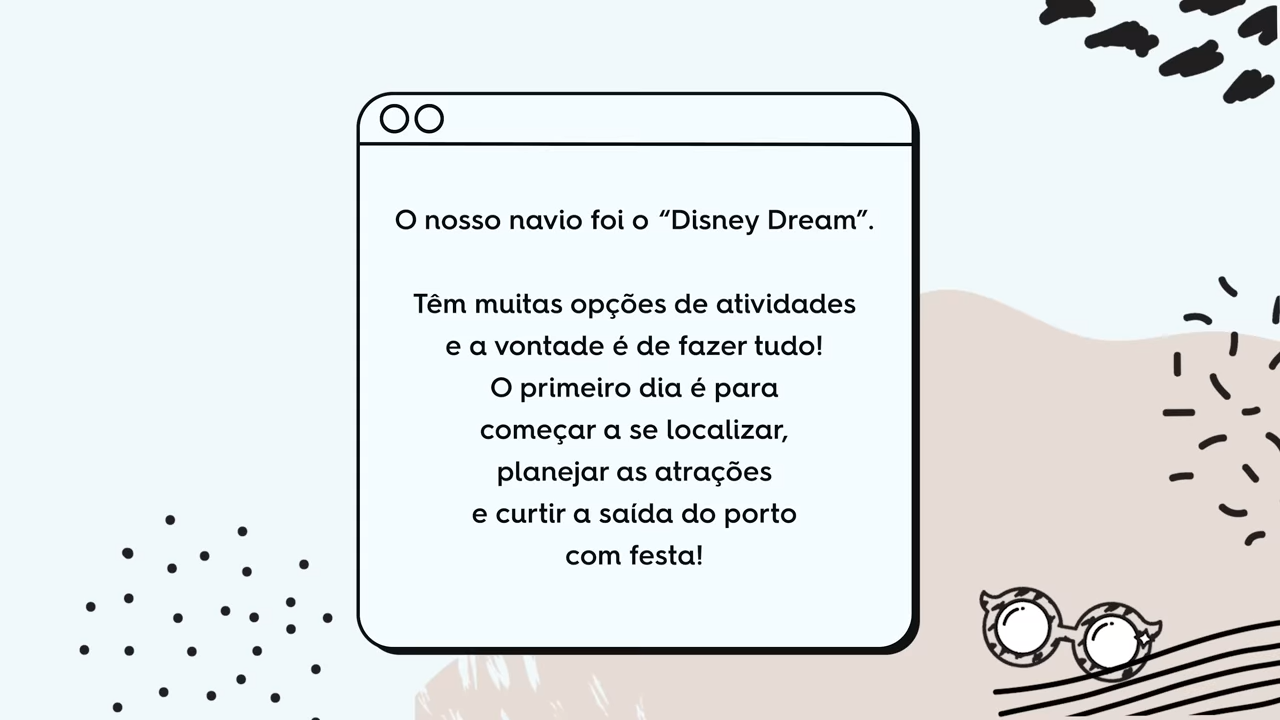 O nosso navio foi o “Disney Dream”.
Têm muitas opções de atividades
e a vontade é de fazer tudo!
O primeiro dia é para
começar a se localizar,
planejar as atrações
e curtir a saída do porto
com festa!